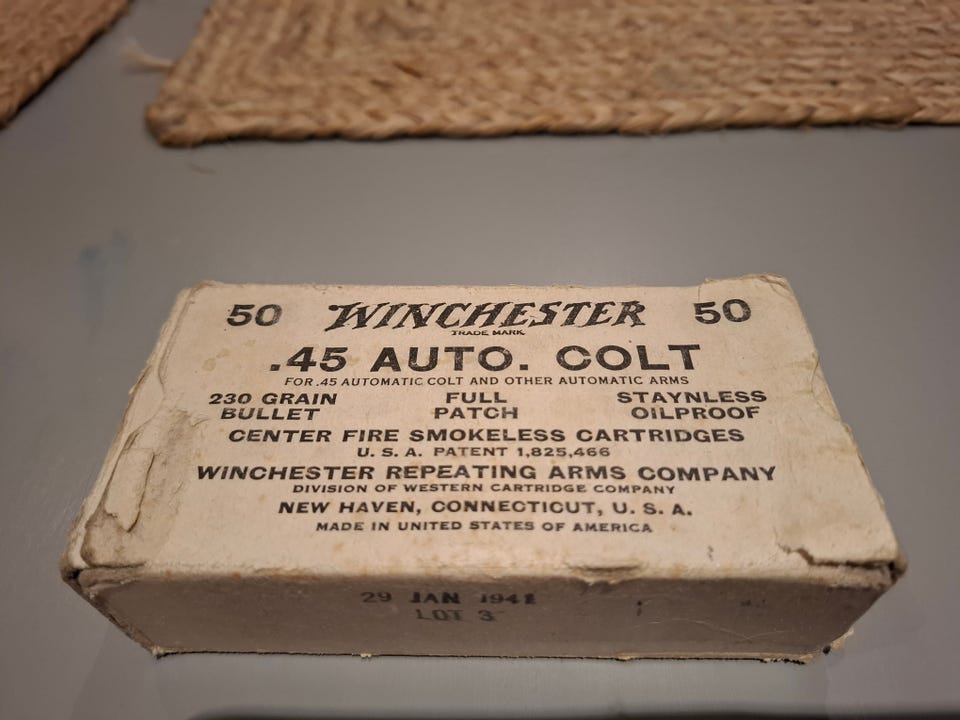 50 WINCHESTER 50
TRADE MARK
.45 AUTO. COLT
FOR .45 AUTOMATIC COLT AND OTHER AUTOMATIC ARMS
230 GRAIN FULL STAYNLESS
BULLET PATCH OILPROOF
CENTER FIRE SMOKELESS CARTRIDGES
U. S. A. PATENT 1,825,466
WINCHESTER REPEATING ARMS COMPANY
DIVISION OF WESTERN CARTRIDGE COMPANY
NEW HAVEN, CONNECTICUT, U. S. A.
MADE IN UNITED STATES OF AMERICA
29 JAN 1941
LOT 3